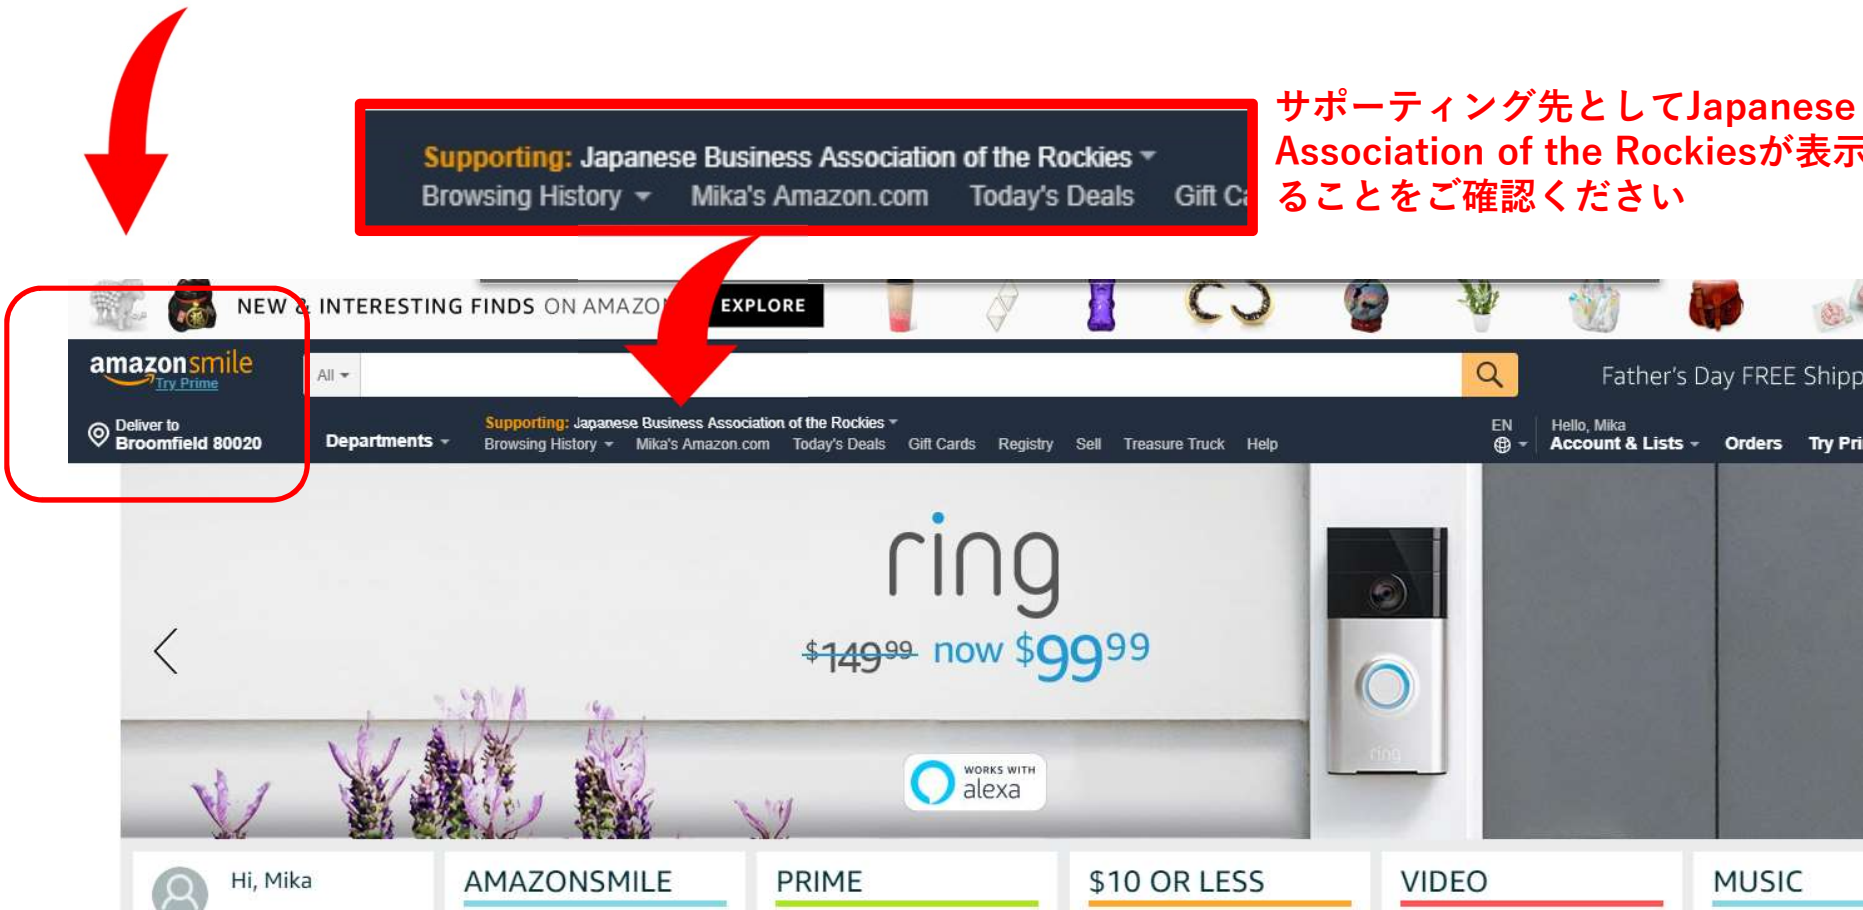 サポーティング先としてJapanese
Association of the Rockiesが表示
ることをご確認ください
Supporting: Japanese Business Association of the Rockies
Browsing History Mika's Amazon.com Today's Deals Gift
NEW & INTERESTING FINDS ON AMAZO EXPLORE
amazonsmile
Try Prime
All
Father's Day FREE Shipp
Deliver to
Broomfield 80020
Departments
Supporting: Japanese Business Association of the Rockies
Browsing History Mika's Amazon.com Today's Deals Gift Cards Registry Sell Treasure Truck Help
EN
Hello, Mika
Account & Lists Orders Try Pri
ring
$14999 now $9999
ring
WORKS WITH
alexa
Hi, Mika
AMAZONSMILE
PRIME
$10 OR LESS
VIDEO
MUSIC